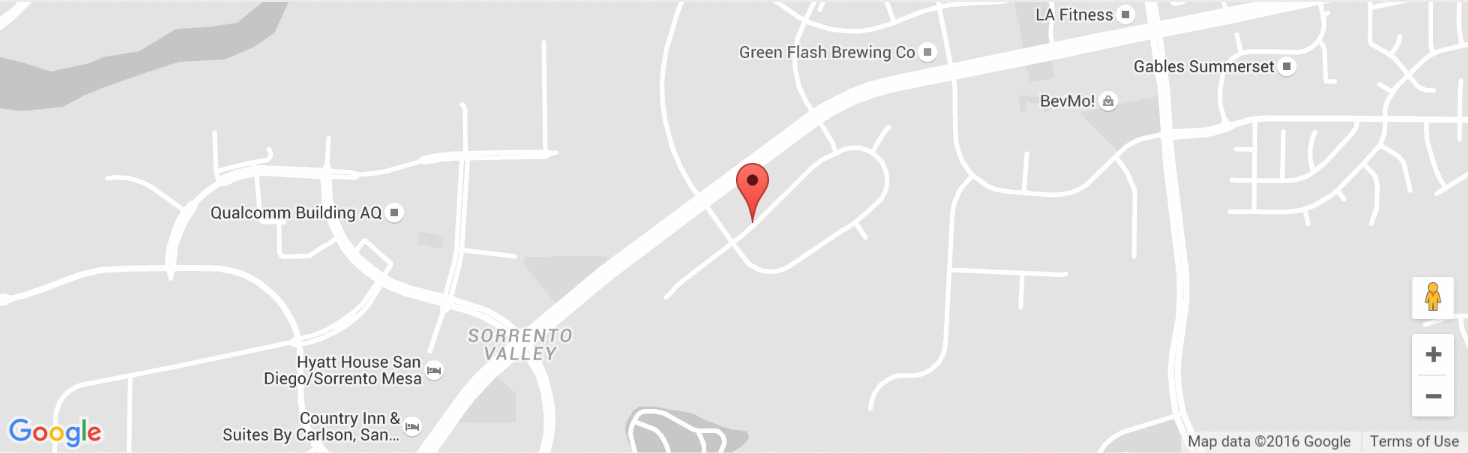 LA Fitness
Green Flash Brewing Co
Gables Summerset
BevMo!
Qualcomm Building AQ
SORRENTO
VALLEY
Hyatt House San
Diego/Sorrento Mesa
Country Inn &
Suites By Carlson, San...
Google
Map data ©2016 Google
Terms of Use